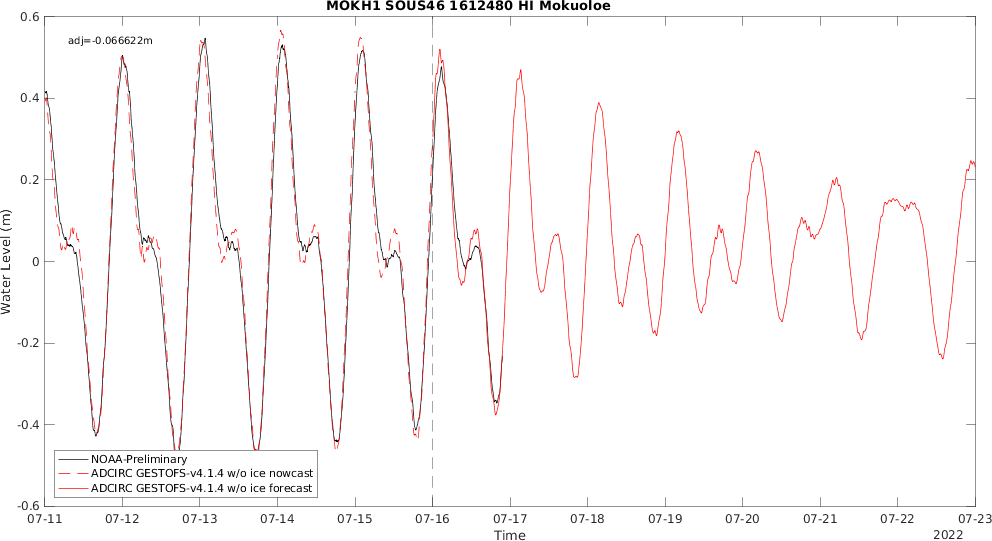 MOKH1 SOUS46 1612480 HI Mokuoloe
adj=-0.066622m
0.6
0.4
0.2
0
-0.2
-0.4
-0.6
Water Level (m)
NOAA-Preliminary
ADCIRC GESTOFS-v4.1.4 w/o ice nowcast
ADCIRC GESTOFS-v4.1.4 w/o ice forecast
07-11 07-12 07-13 07-14 07-15 07-16 07-17 07-18 07-19 07-20 07-21 07-22 07-23
Time
2022